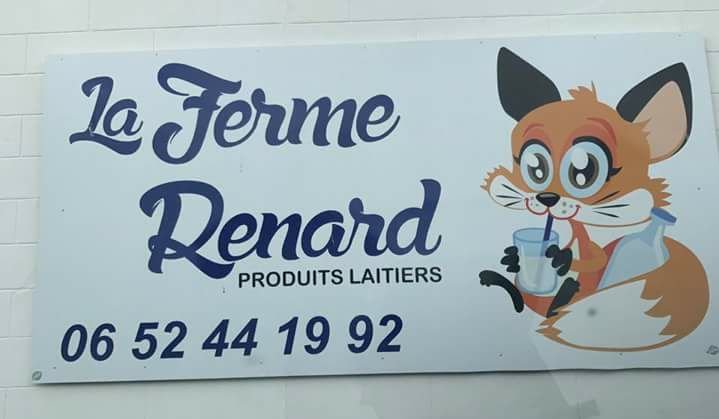 La Ferme
Renard
PRODUITS LAITIERS
06 52 44 19 92